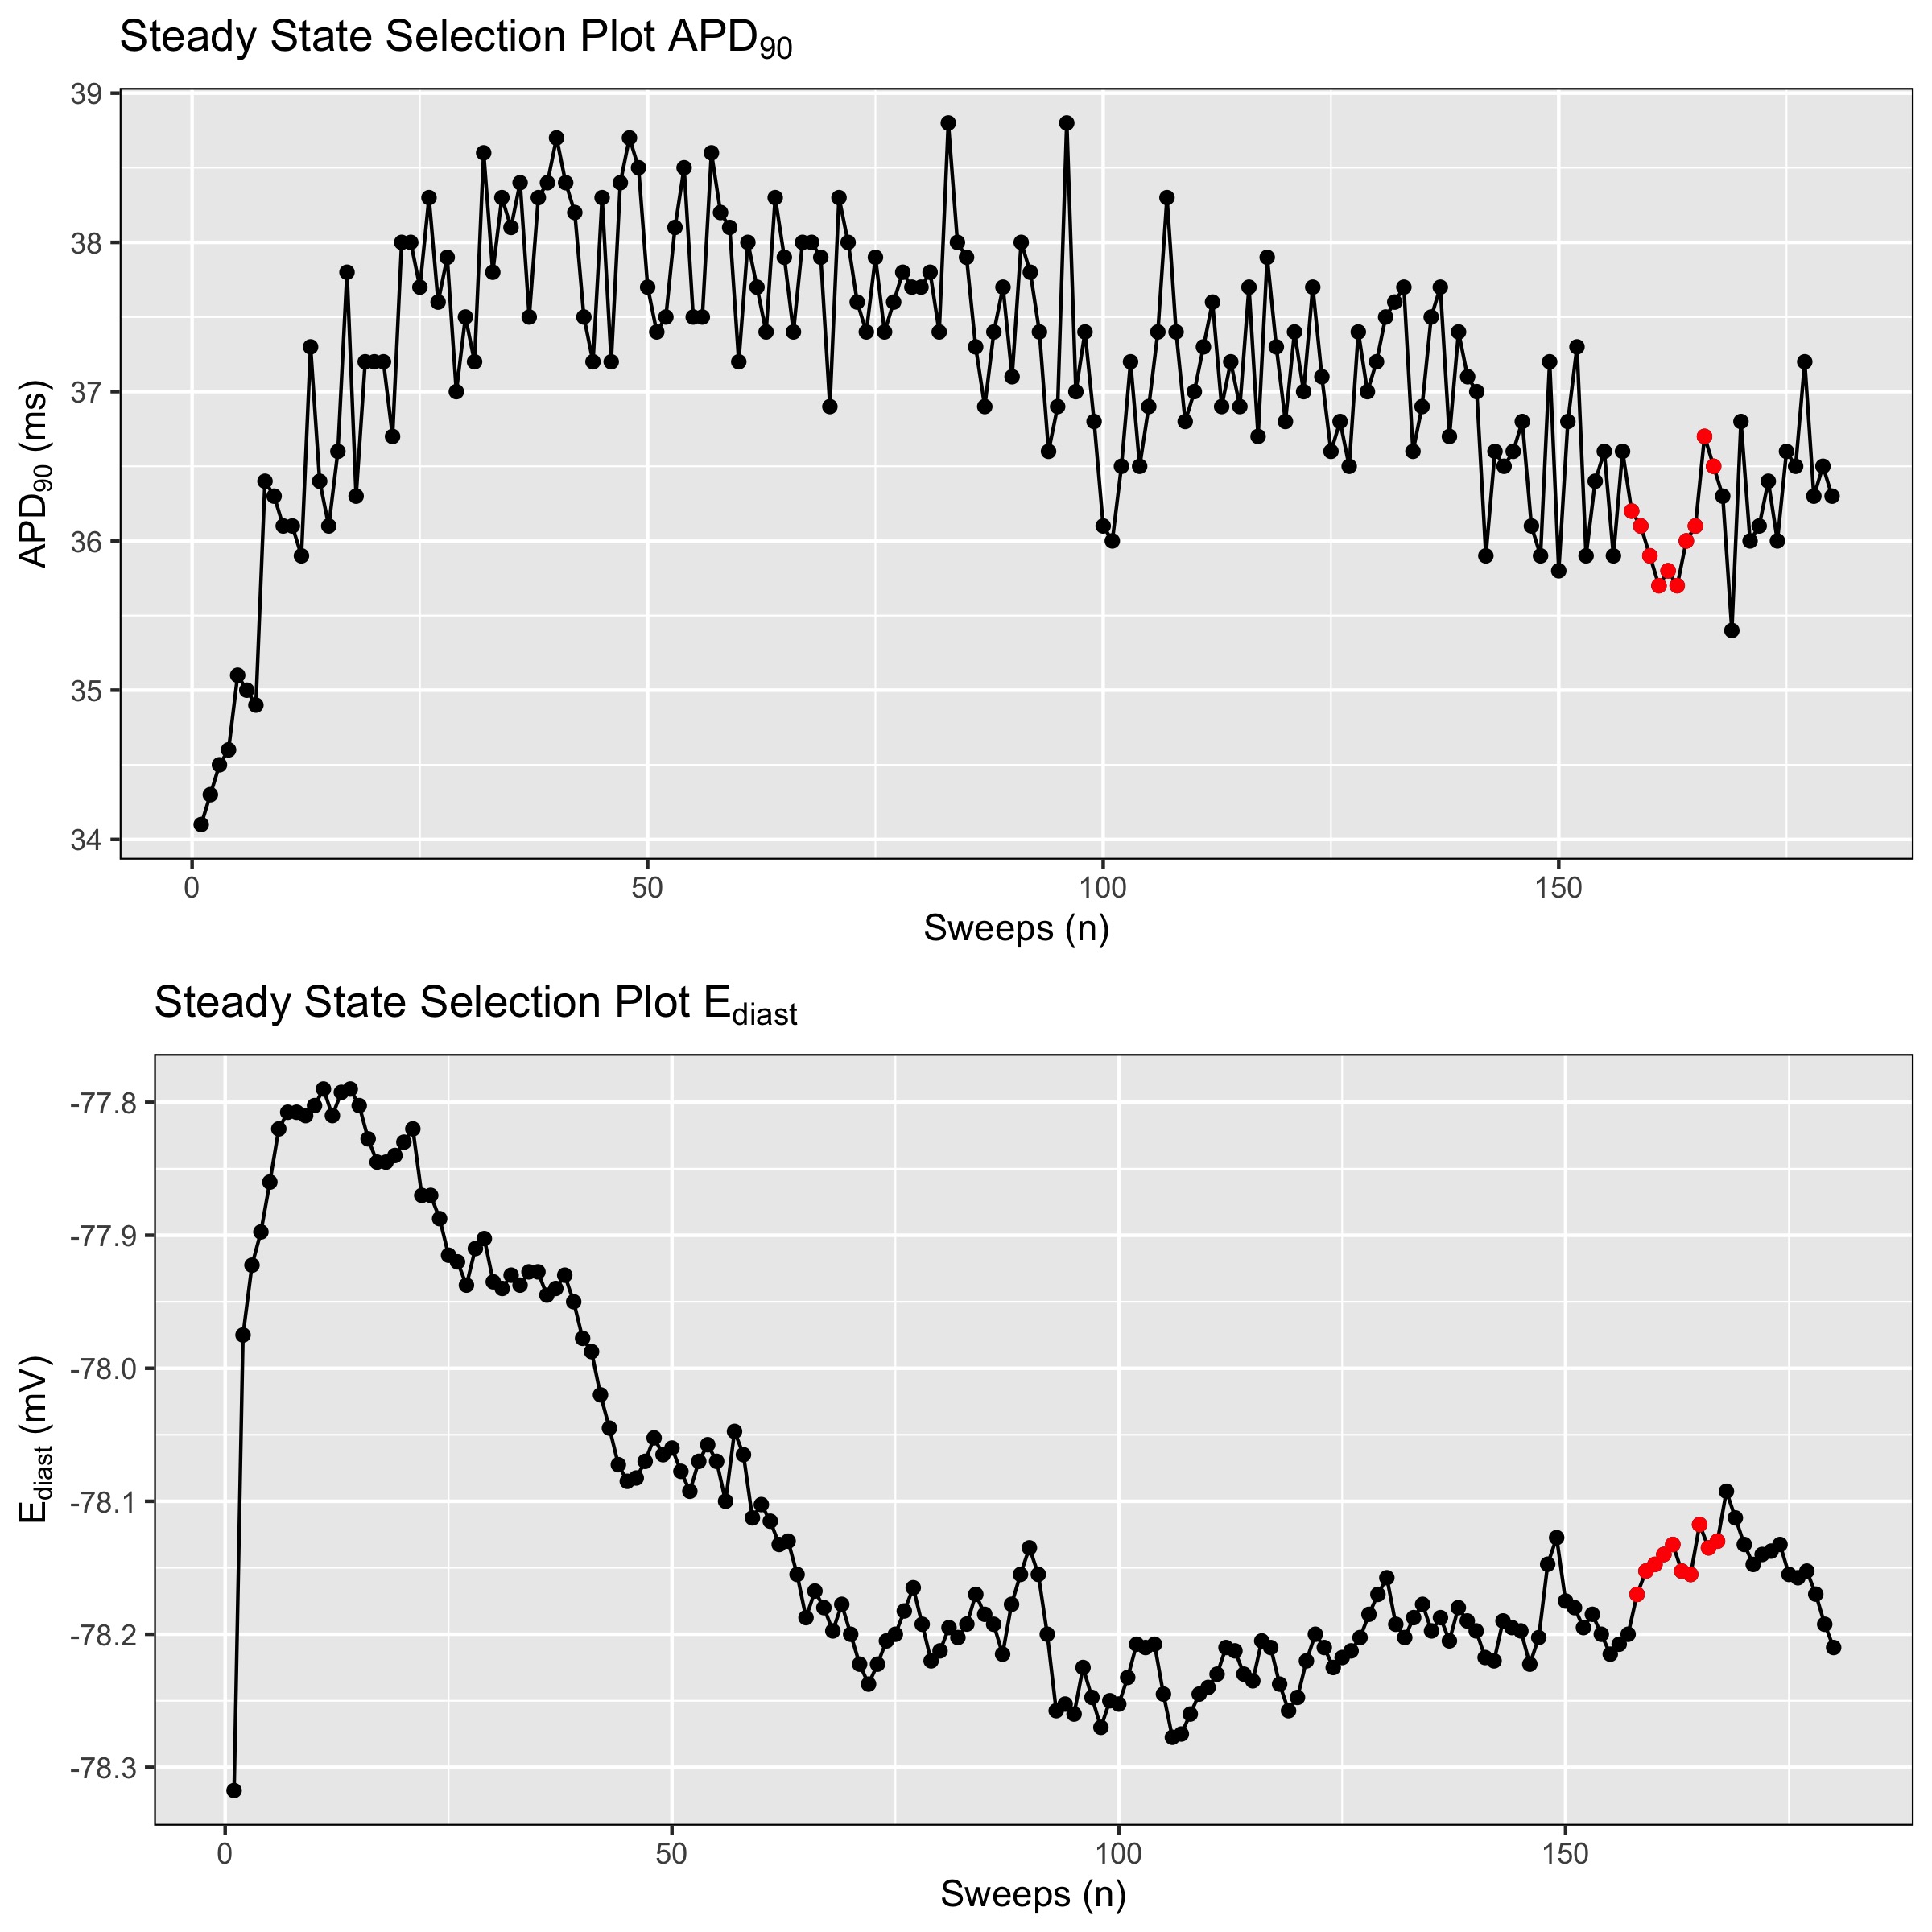 Steady State Selection Plot APD90
39
38
37
36
35
34
APD90 (ms)
0 50 100 150
Sweeps (n)
Steady State Selection Plot Ediast
-77.8
-77.9
-78.0
-78.1
-78.2
-78.3
Ediast (mV)
0 50 100 150
Sweeps (n)